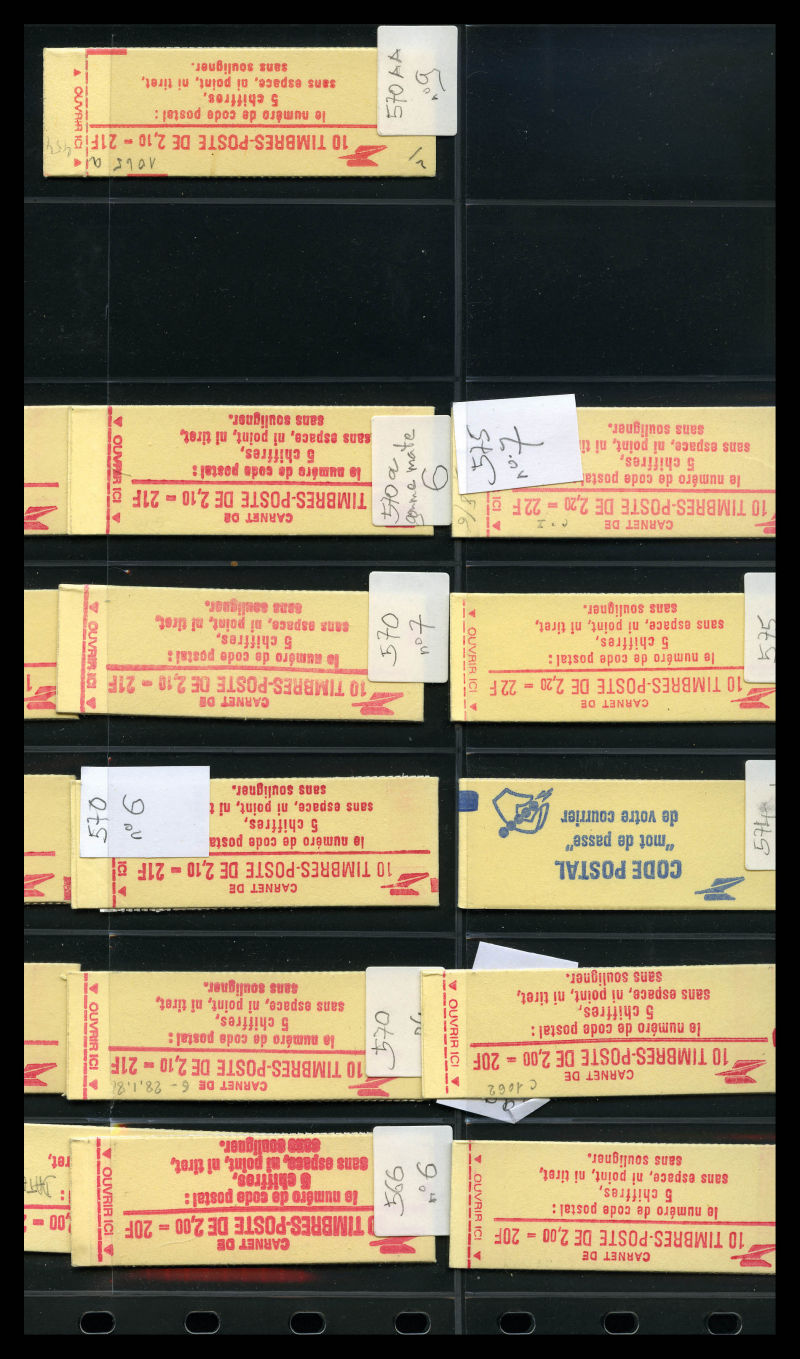 570 AA
n°9
le numéro de code postal :
5 chiffres,
sans espace, ni point, ni tiret,
sans souligner.
10 TIMBRES-POSTE DE 2,10 = 21F
OUVRIR ICI
1065 a
CARNET DE
TIMBRES-POSTE DE 2,10 = 21F
le numéro de code postal :
5 chiffres,
sans espace, ni point, ni tiret,
sans souligner.
OUVRIR ICI
570 a
gomme mate
6
575
n°7
CARNET DE
10 TIMBRES-POSTE DE 2,20 = 22F
le numéro de code postal
5 chiffres,
sans espace, ni point, ni ti
sans souligner.
ICI
CARNET DE
10 TIMBRES-POSTE DE 2,10 = 21F
le numéro de code postal :
5 chiffres,
sans espace, ni point, ni tiret,
sans souligner.
OUVRIR ICI
570
n°7
CARNET DE
10 TIMBRES-POSTE DE 2,20 = 22F
le numéro de code postal :
5 chiffres,
sans espace, ni point, ni tiret,
sans souligner.
OUVRIR ICI
575
570
n°6
CARNET DE
10 TIMBRES-POSTE DE 2,10 = 21F
le numéro de code posta
5 chiffres,
sans espace, ni point, ni t
sans souligner.
ICI
CODE POSTAL
"mot de passe"
de votre courrier
574
CARNET DE
10 TIMBRES-POSTE DE 2,10 = 21F
le numéro de code postal :
5 chiffres,
sans espace, ni point, ni tiret,
sans souligner.
OUVRIR ICI
570
10 TIMBRES-POSTE DE 2,00 = 20F
le numéro de code postal :
5 chiffres,
sans espace, ni point, ni tiret,
sans souligner.
OUVRIR ICI
C 1062
CARNET DE
10 TIMBRES-POSTE DE 2,00 = 20F
le numéro de code postal :
5 chiffres,
sans espace, ni point, ni tiret,
sans souligner.
OUVRIR ICI
566
n°6
CARNET DE
10 TIMBRES-POSTE DE 2,00 = 20F
le numéro de code postal :
5 chiffres,
sans espace, ni point, ni tiret,
sans souligner.
OUVRIR ICI